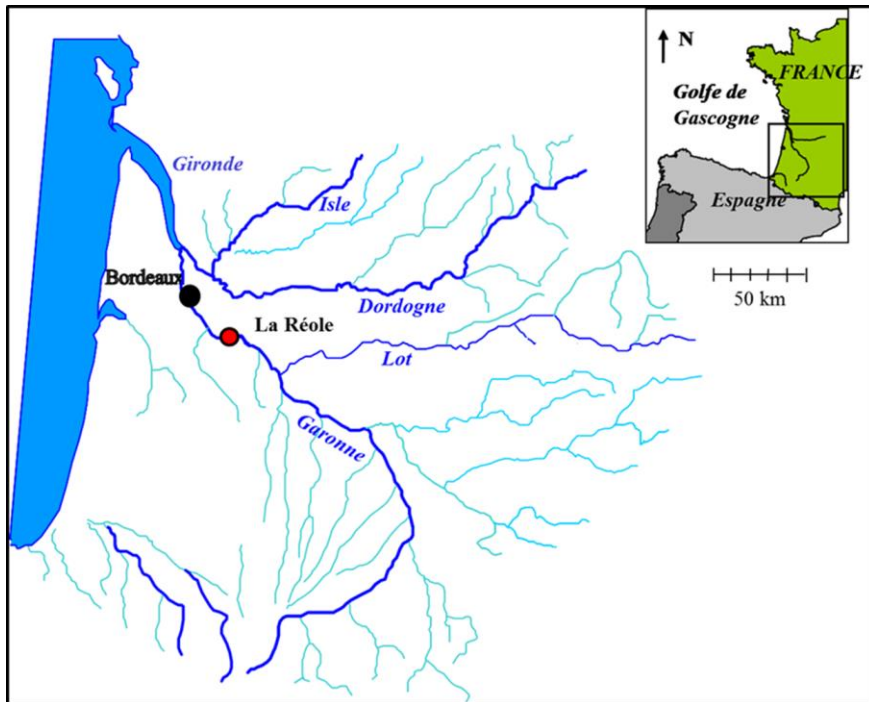 N
FRANCE
Golfe de
Gascogne
Espagne
50 km
Gironde
Isle
Bordeaux
Dordogne
La Réole
Lot
Garonne